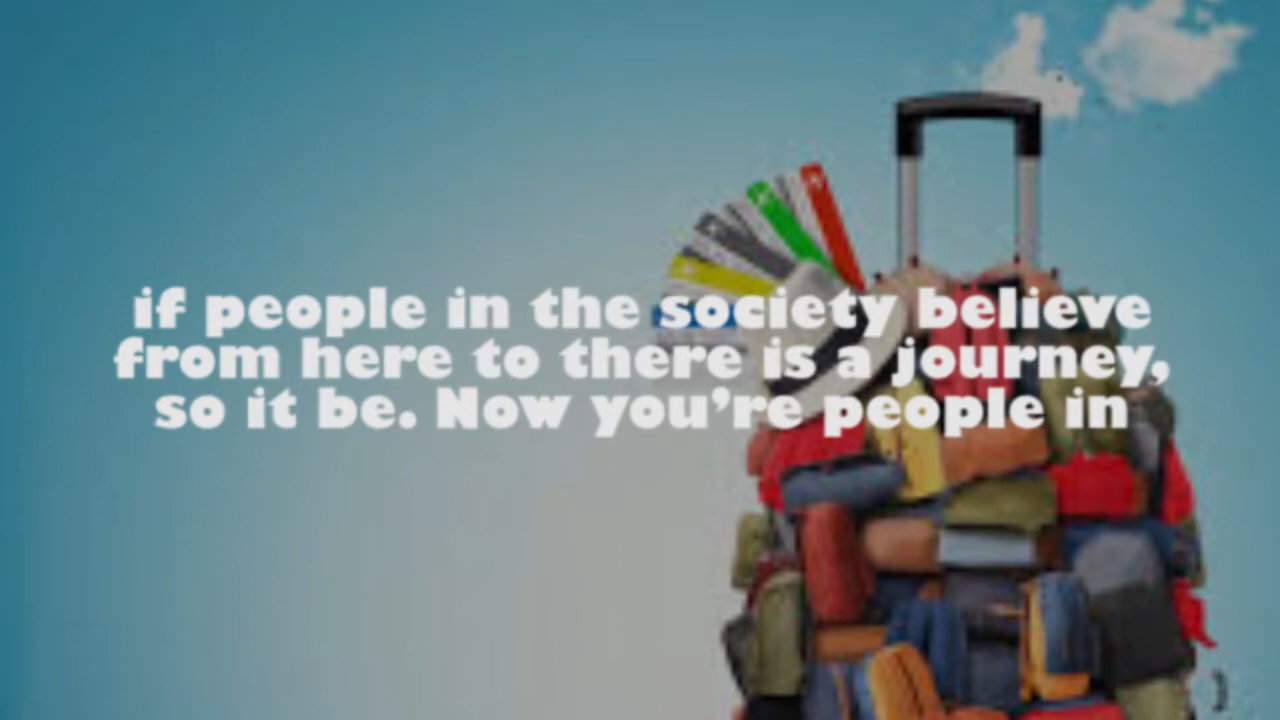 if people in the society believe
from here to there is a journey,
so it be. Now you’re people in